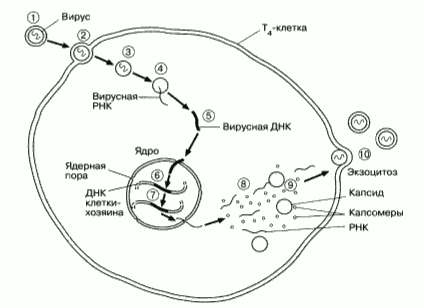 ① Вирус
②
③
④
T₄-клетка
Вирусная
РНК
⑤
Вирусная ДНК
Ядро
Ядерная
пора
⑥
ДНК
клетки-
хозяина
⑦
⑧
⑨
⑩
Экзоцитоз
Капсид
Капсомеры
РНК